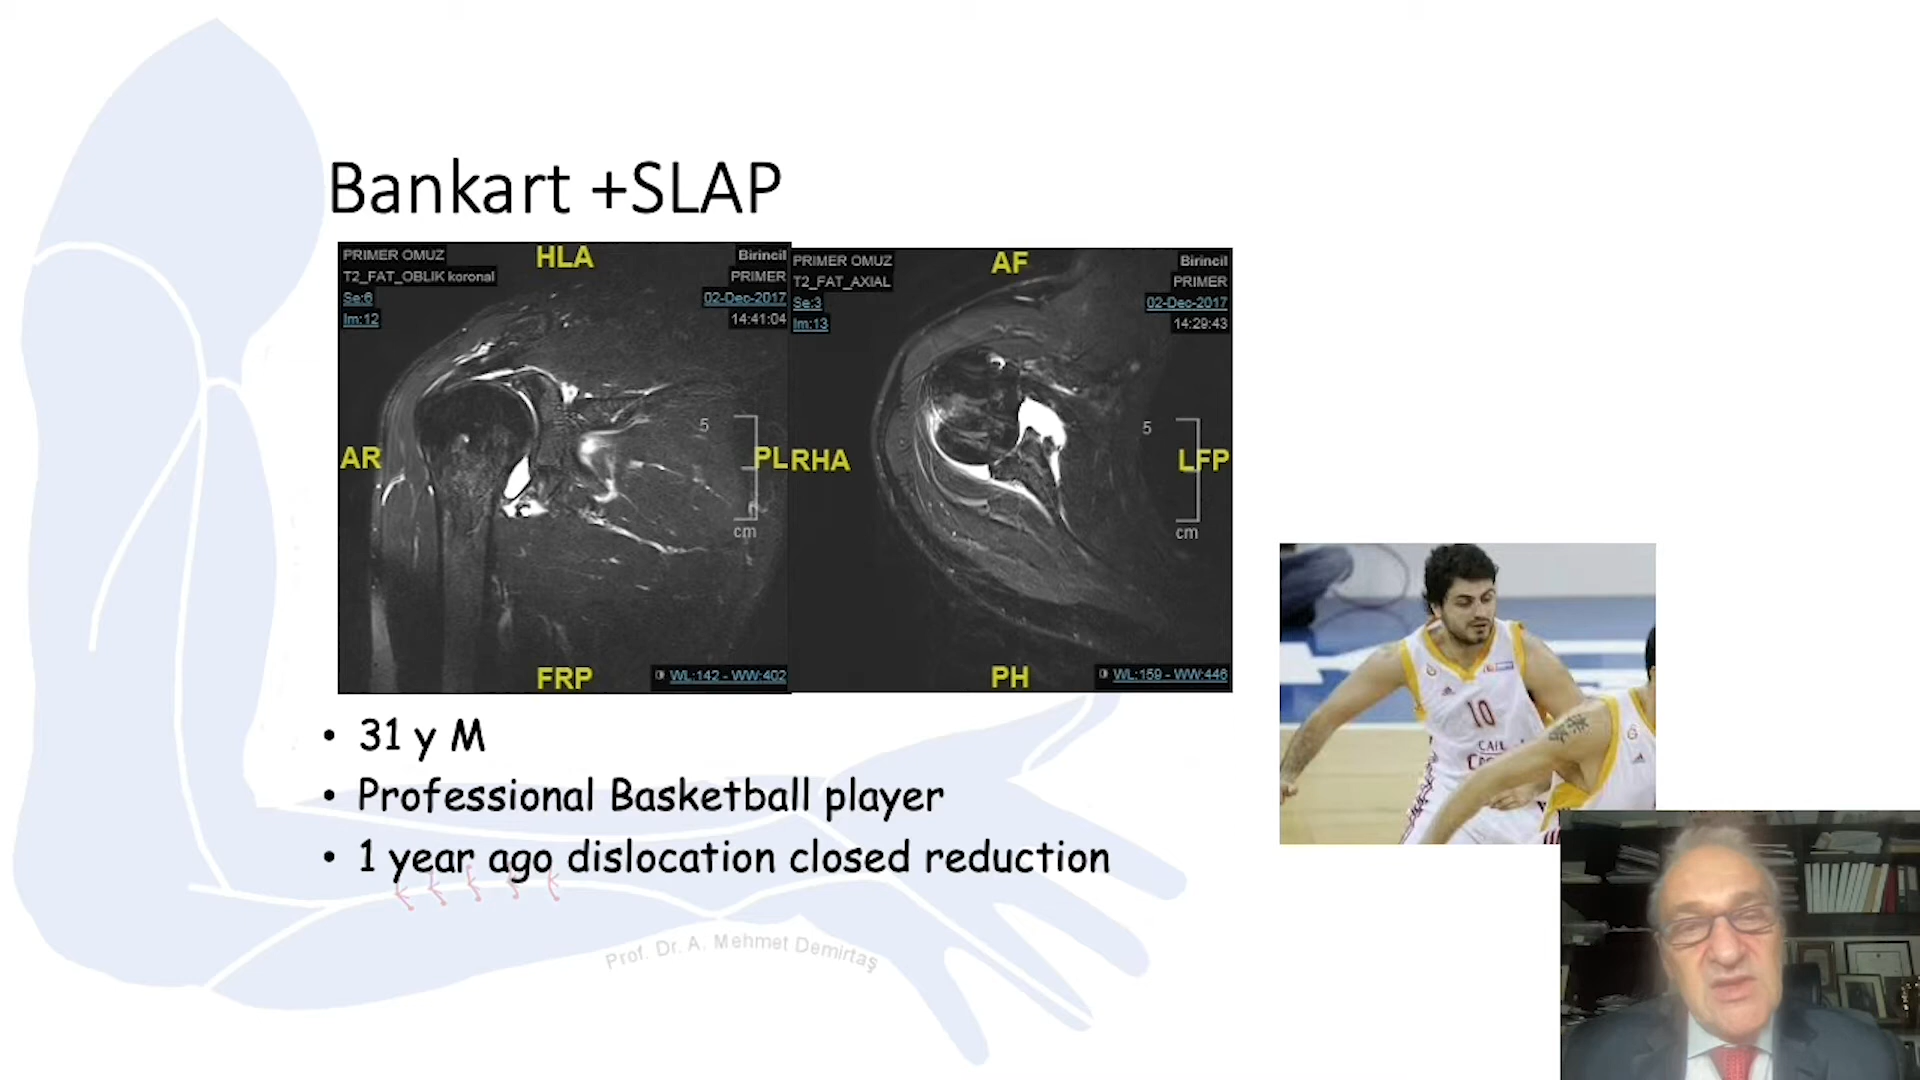 Bankart +SLAP
PRIMER OMUZ
T2_FAT_OBLIK koronal
Se:6
Im:12
HLA
Birincil
PRIMER
02-Dec-2017
14:41:04
AR
5
PL
cm
FRP
WL:142 - WW:402
PRIMER OMUZ
T2_FAT_AXIAL
Se:3
Im:13
AF
Birincil
PRIMER
02-Dec-2017
14:29:43
RHA
5
LFP
cm
PH
WL:159 - WW:446
• 31 y M
• Professional Basketball player
• 1 year ago dislocation closed reduction
Prof. Dr. A. Mehmet Demirtaş
10
6